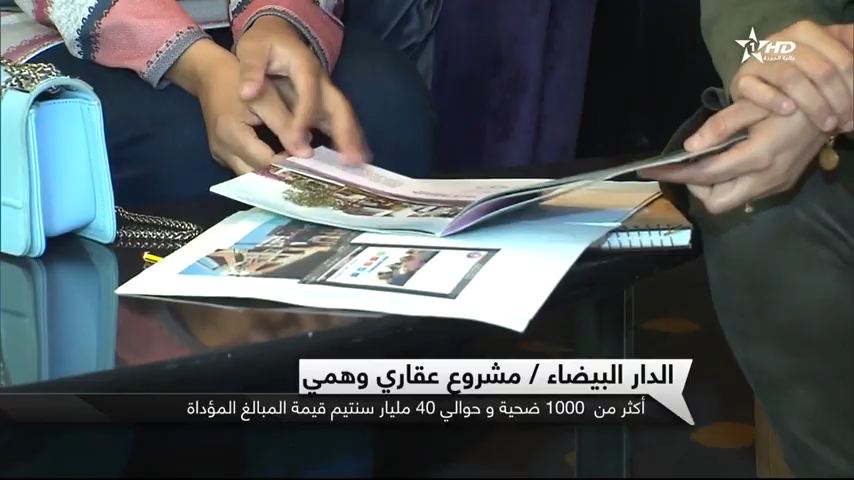 HD
الدار البيضاء / مشروع عقاري وهمي
أكثر من 1000 ضحية و حوالي 40 مليار سنتيم قيمة المبالغ المؤداة